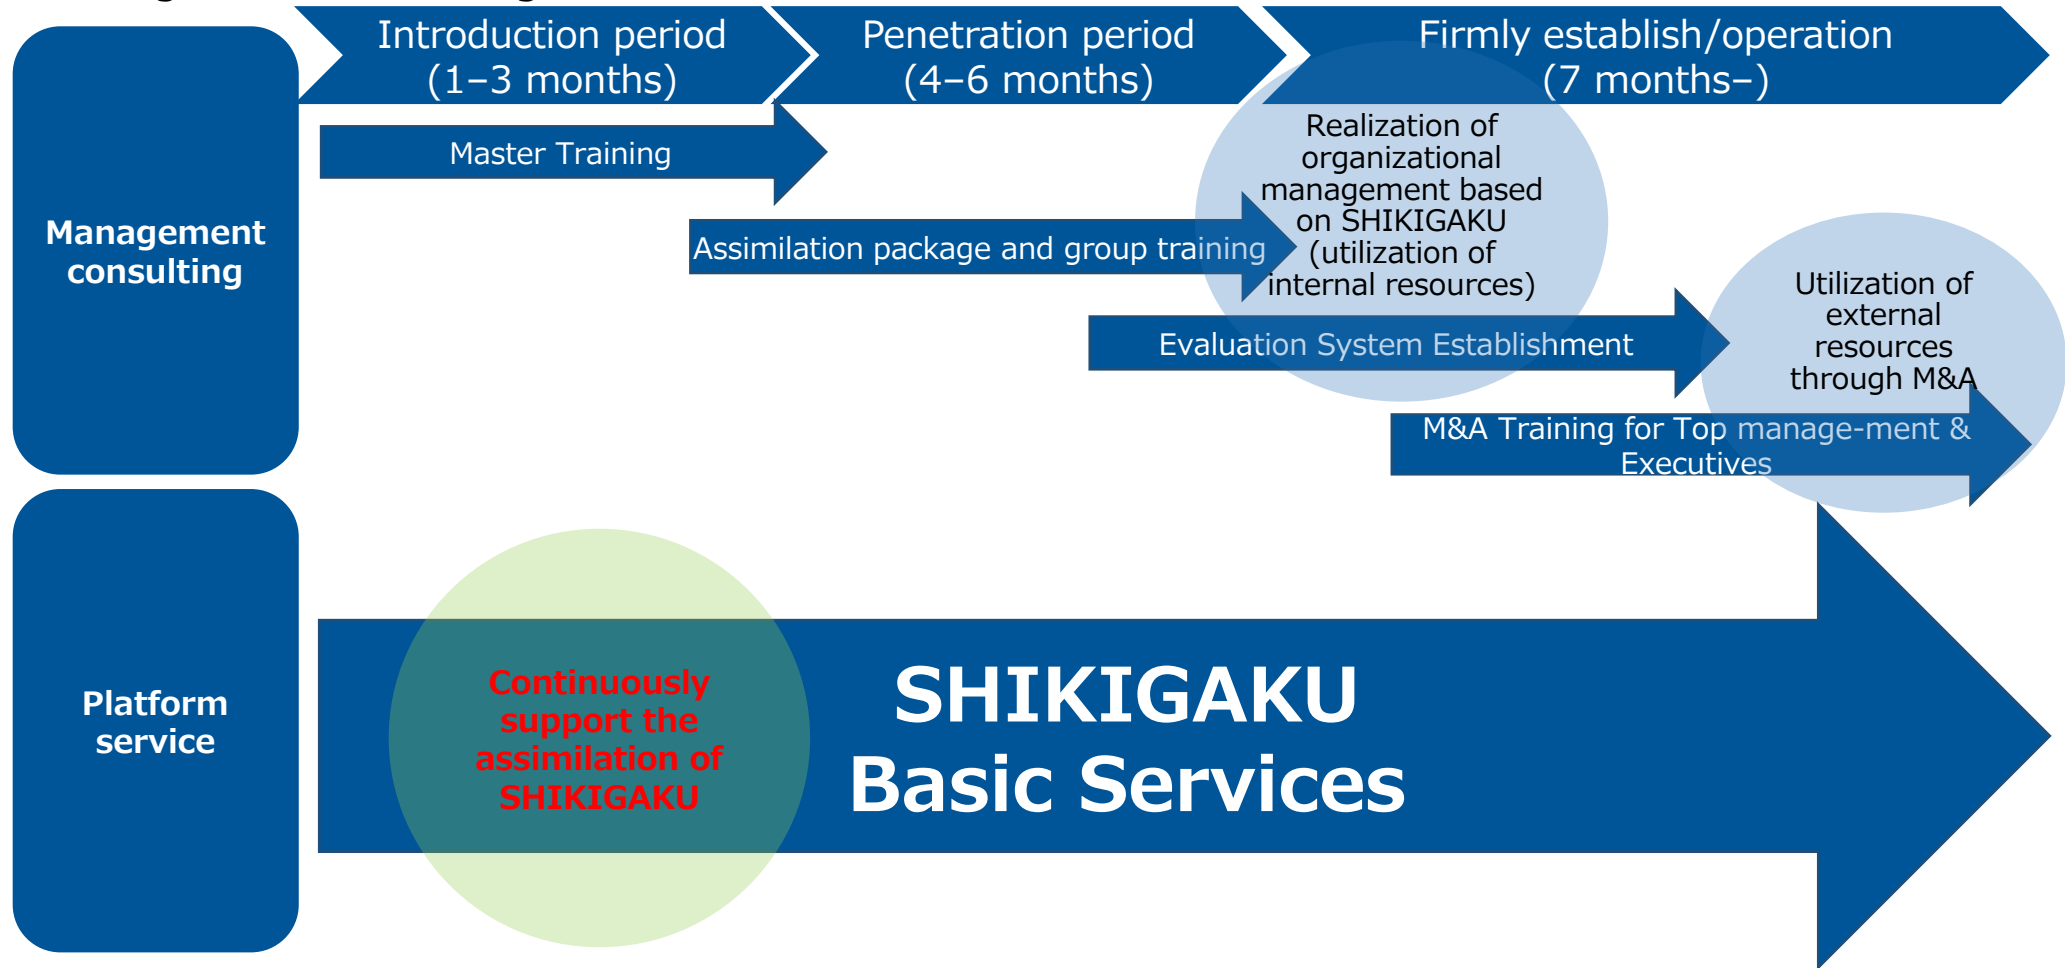 Introduction period
(1–3 months)
Penetration period
(4–6 months)
Firmly establish/operation
(7 months–)
Management
consulting
Master Training
Assimilation package and group training
Realization of
organizational
management based
on SHIKIGAKU
(utilization of
internal resources)
Evaluation System Establishment
Utilization of
external
resources
through M&A
M&A Training for Top manage-ment &
Executives
Platform
service
Continuously
support the
assimilation of
SHIKIGAKU
SHIKIGAKU
Basic Services